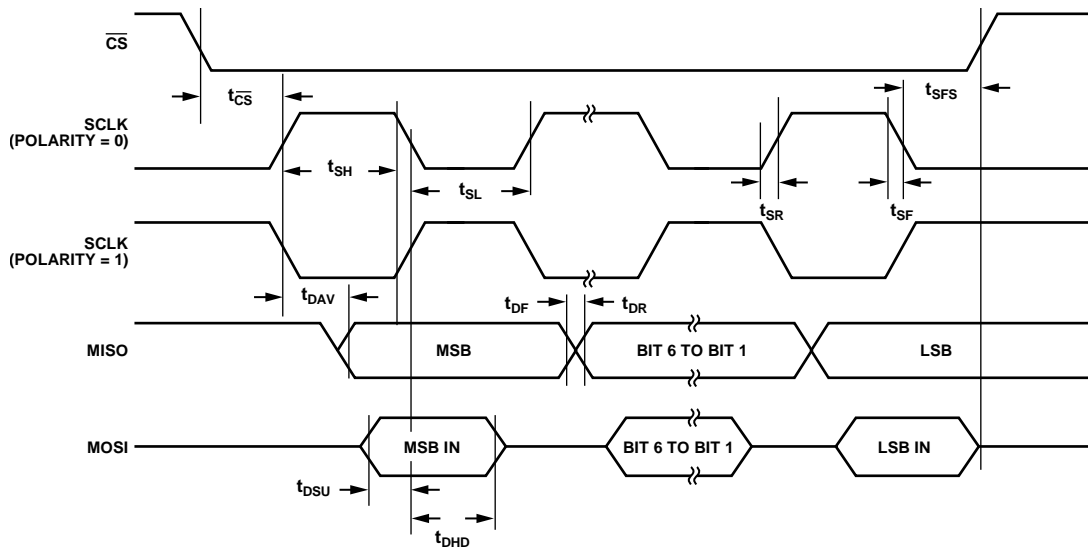 CS
tCS
tSFS
SCLK
(POLARITY = 0)
tSH
tSL
tSR
tSF
SCLK
(POLARITY = 1)
tDAV
tDF
tDR
MISO
MSB
BIT 6 TO BIT 1
LSB
MOSI
MSB IN
BIT 6 TO BIT 1
LSB IN
tDSU
tDHD